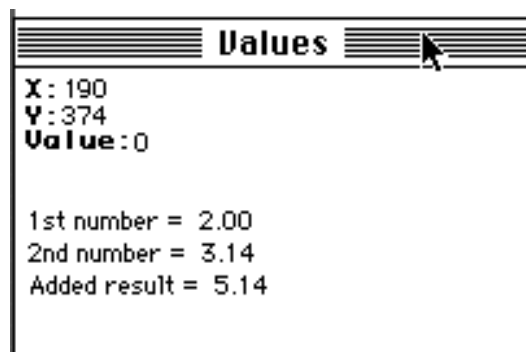 Values
X: 190
Y:374
Value:0
1st number = 2.00
2nd number = 3.14
Added result = 5.14